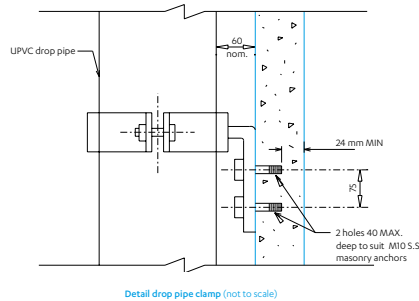 60
nom.
UPVC drop pipe
24 mm MIN
75
2 holes 40 MAX.
deep to suit M10 S.S
masonry anchors
Detail drop pipe clamp (not to scale)